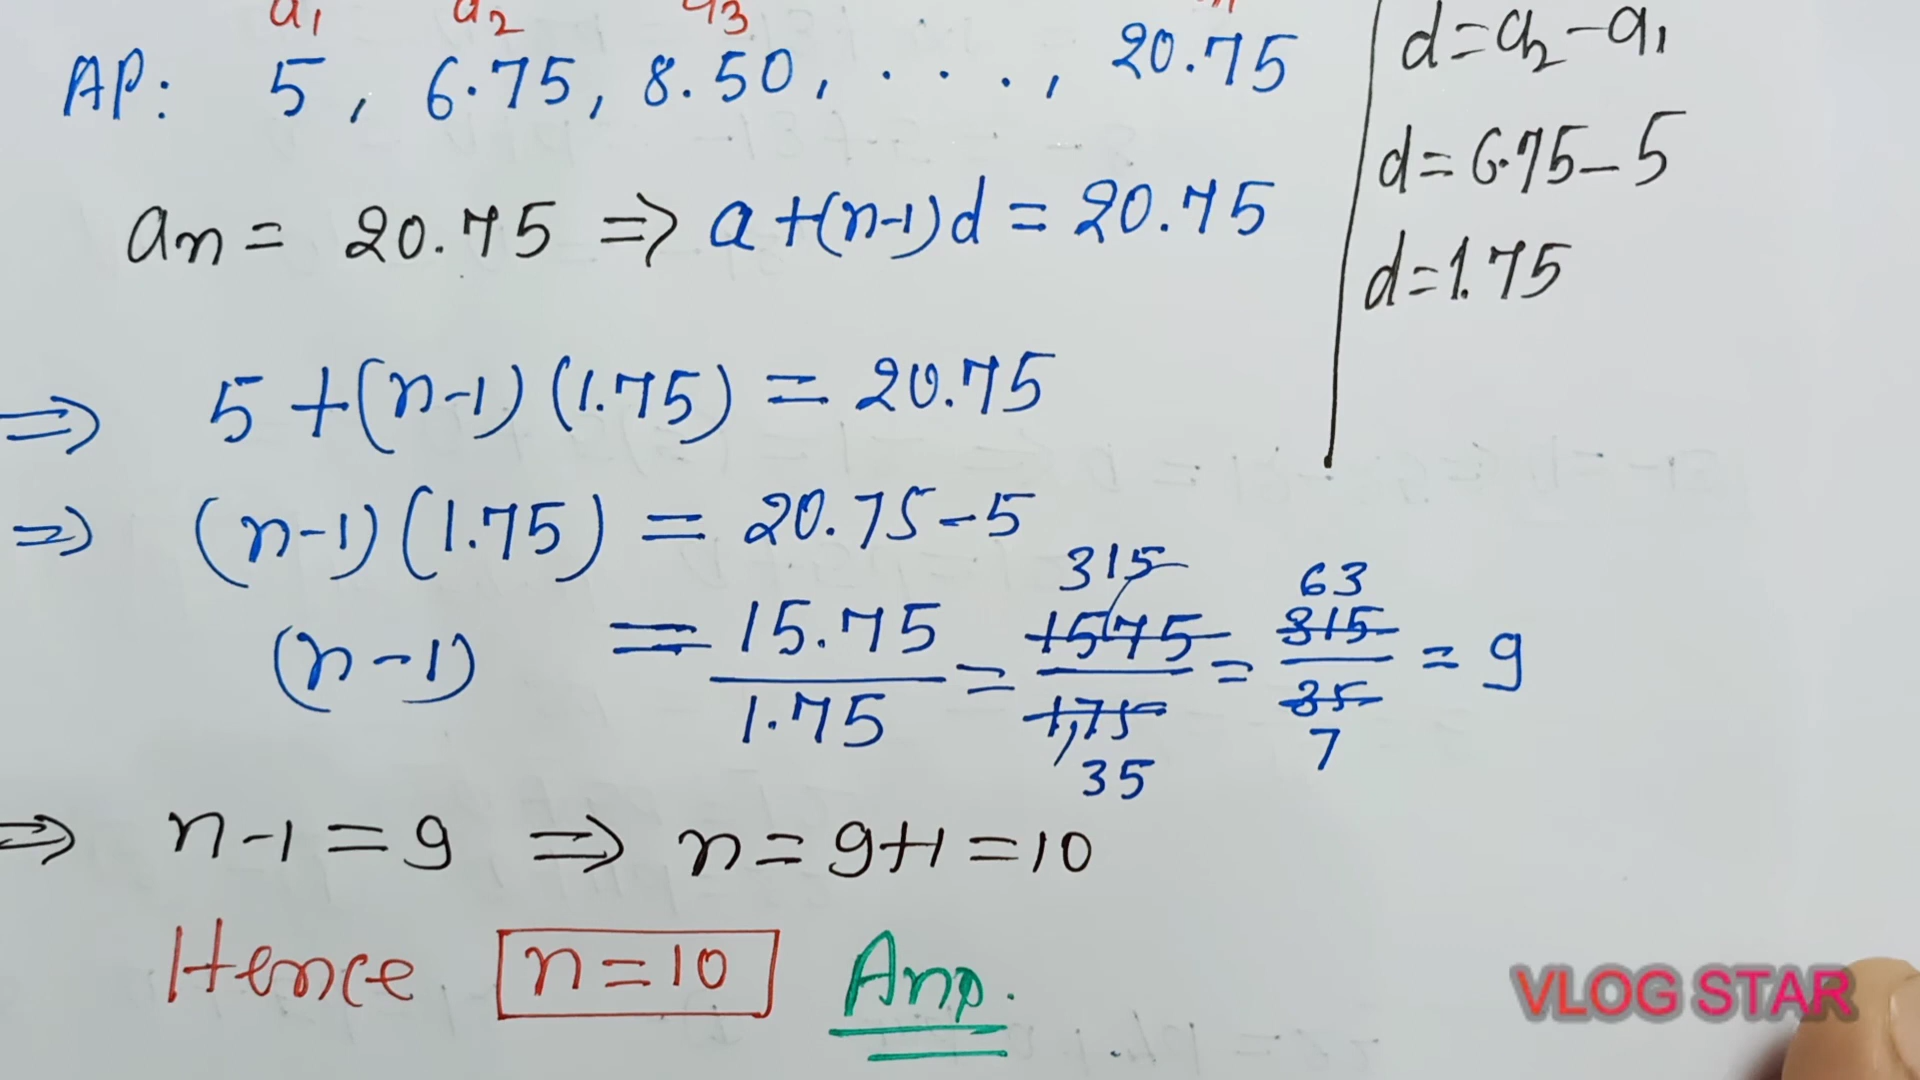 a₁ a₂ a₃
AP: 5, 6.75, 8.50, . . . ., 20.75
d = a₂ - a₁
d = 6.75 - 5
d = 1.75
aₙ = 20.75 ⇒ a + (n-1)d = 20.75
⇒ 5 + (n-1)(1.75) = 20.75
⇒ (n-1)(1.75) = 20.75 - 5
315 63
(n-1) = 15.75/1.75 = 1575/1,75 = 315/35 = 9
35 7
⇒ n-1 = 9 ⇒ n = 9+1 = 10
Hence n = 10 Ans.
VLOG STAR